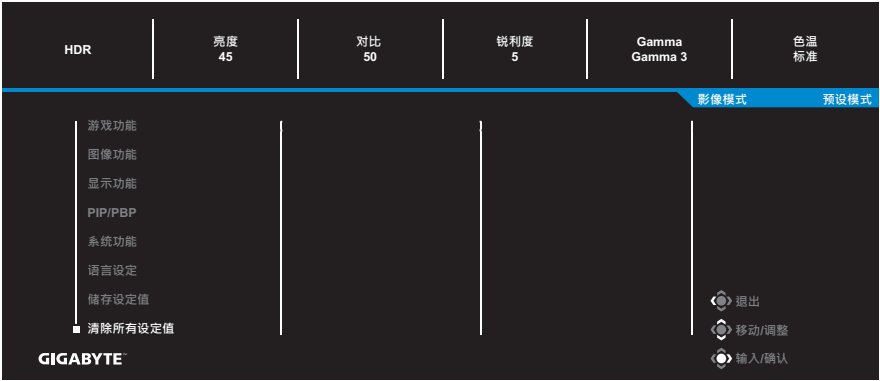 HDR
亮度
45
对比
50
锐利度
5
Gamma
Gamma 3
色温
标准
影像模式 预设模式
游戏功能
图像功能
显示功能
PIP/PBP
系统功能
语言设定
储存设定值
清除所有设定值
退出
移动/调整
输入/确认
GIGABYTE™